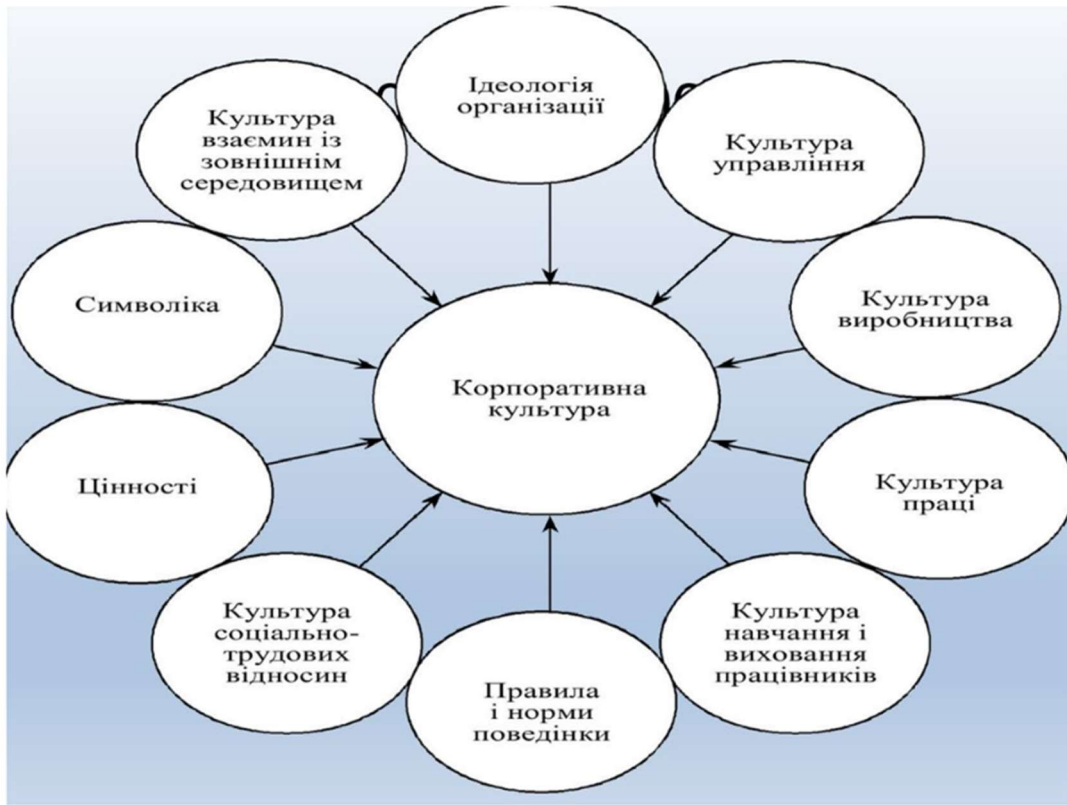 Ідеологія
організації
Культура
управління
Культура
виробництва
Культура
праці
Культура
навчання і
виховання
працівників
Правила
і норми
поведінки
Культура
соціально-
трудових
відносин
Цінності
Символіка
Культура
взаємин із
зовнішнім
середовищем
Корпоративна
культура